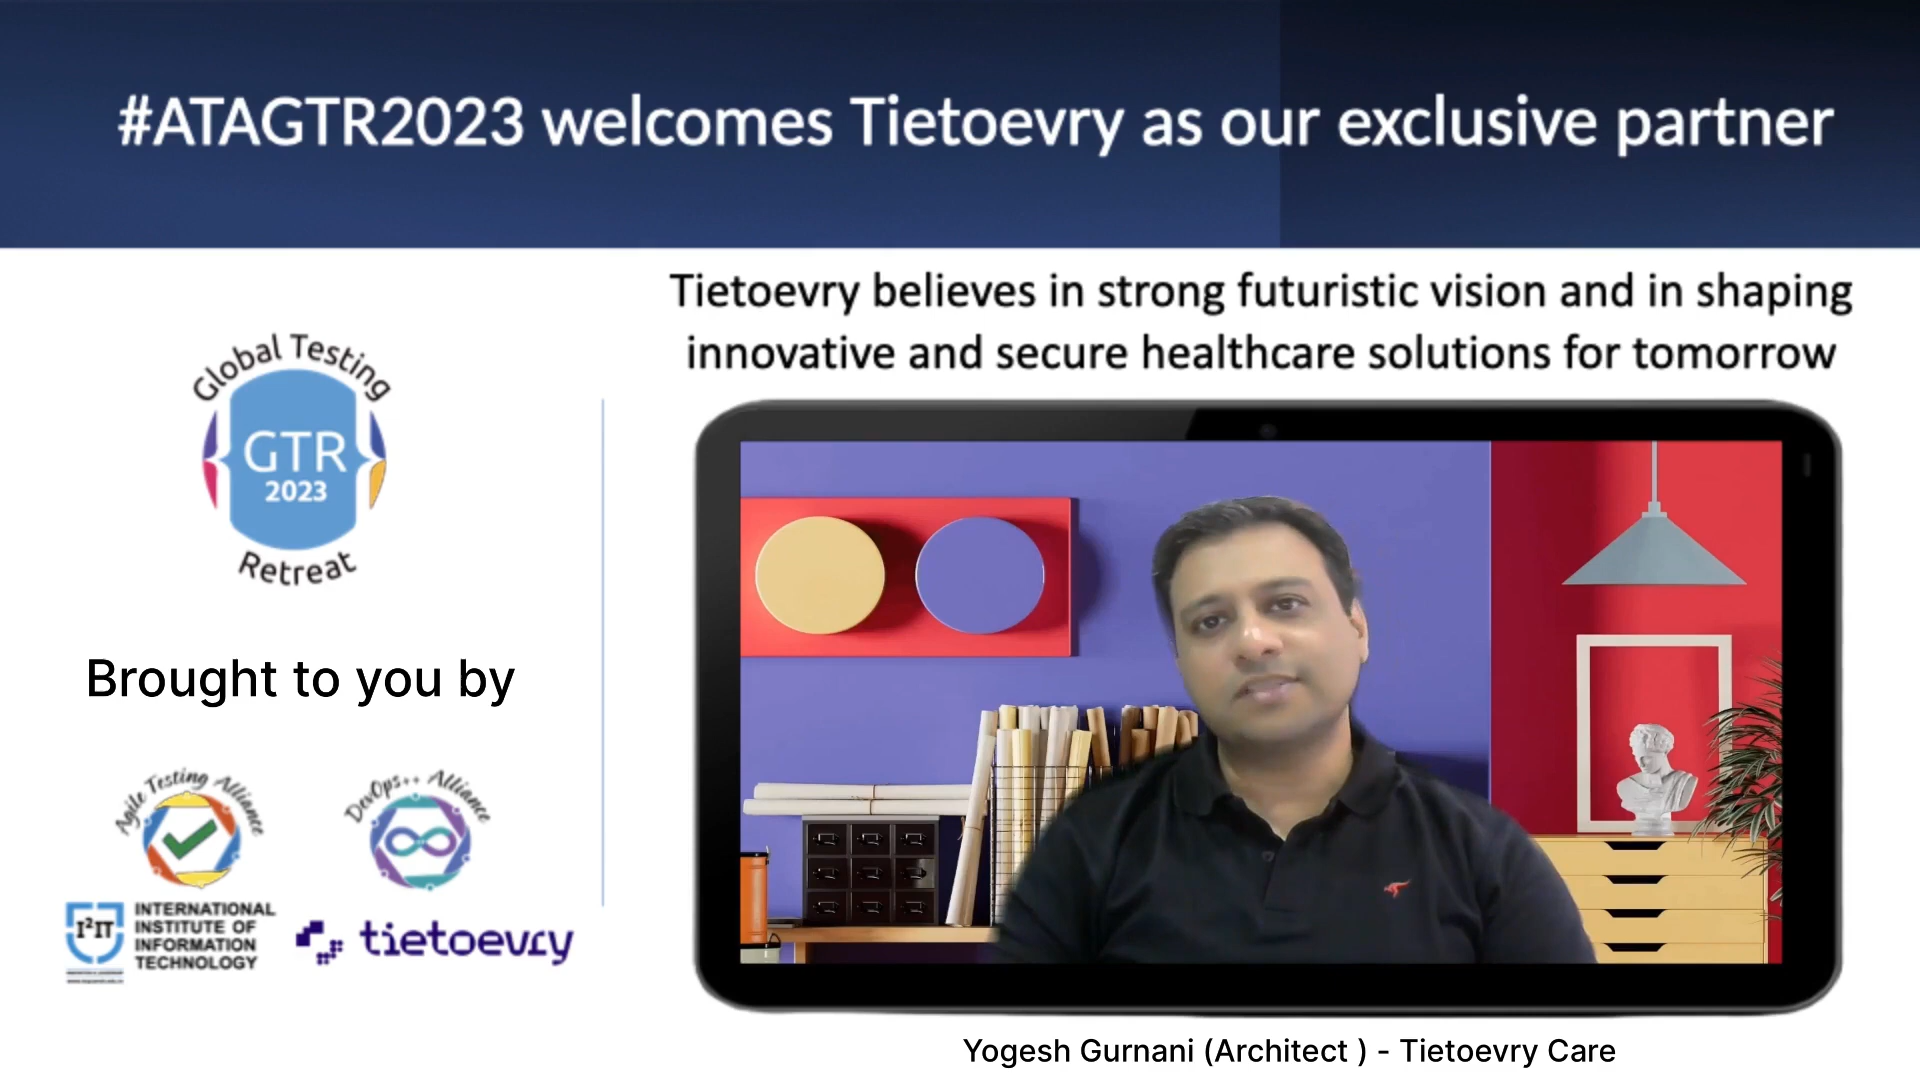 #ATAGTR2023 welcomes Tietoevry as our exclusive partner
Tietoevry believes in strong futuristic vision and in shaping
innovative and secure healthcare solutions for tomorrow
Global Testing
GTR
2023
Retreat
Brought to you by
Agile Testing Alliance
DevOps++ Alliance
I²IT
INTERNATIONAL
INSTITUTE OF
INFORMATION
TECHNOLOGY
tietoevry
Yogesh Gurnani (Architect ) - Tietoevry Care